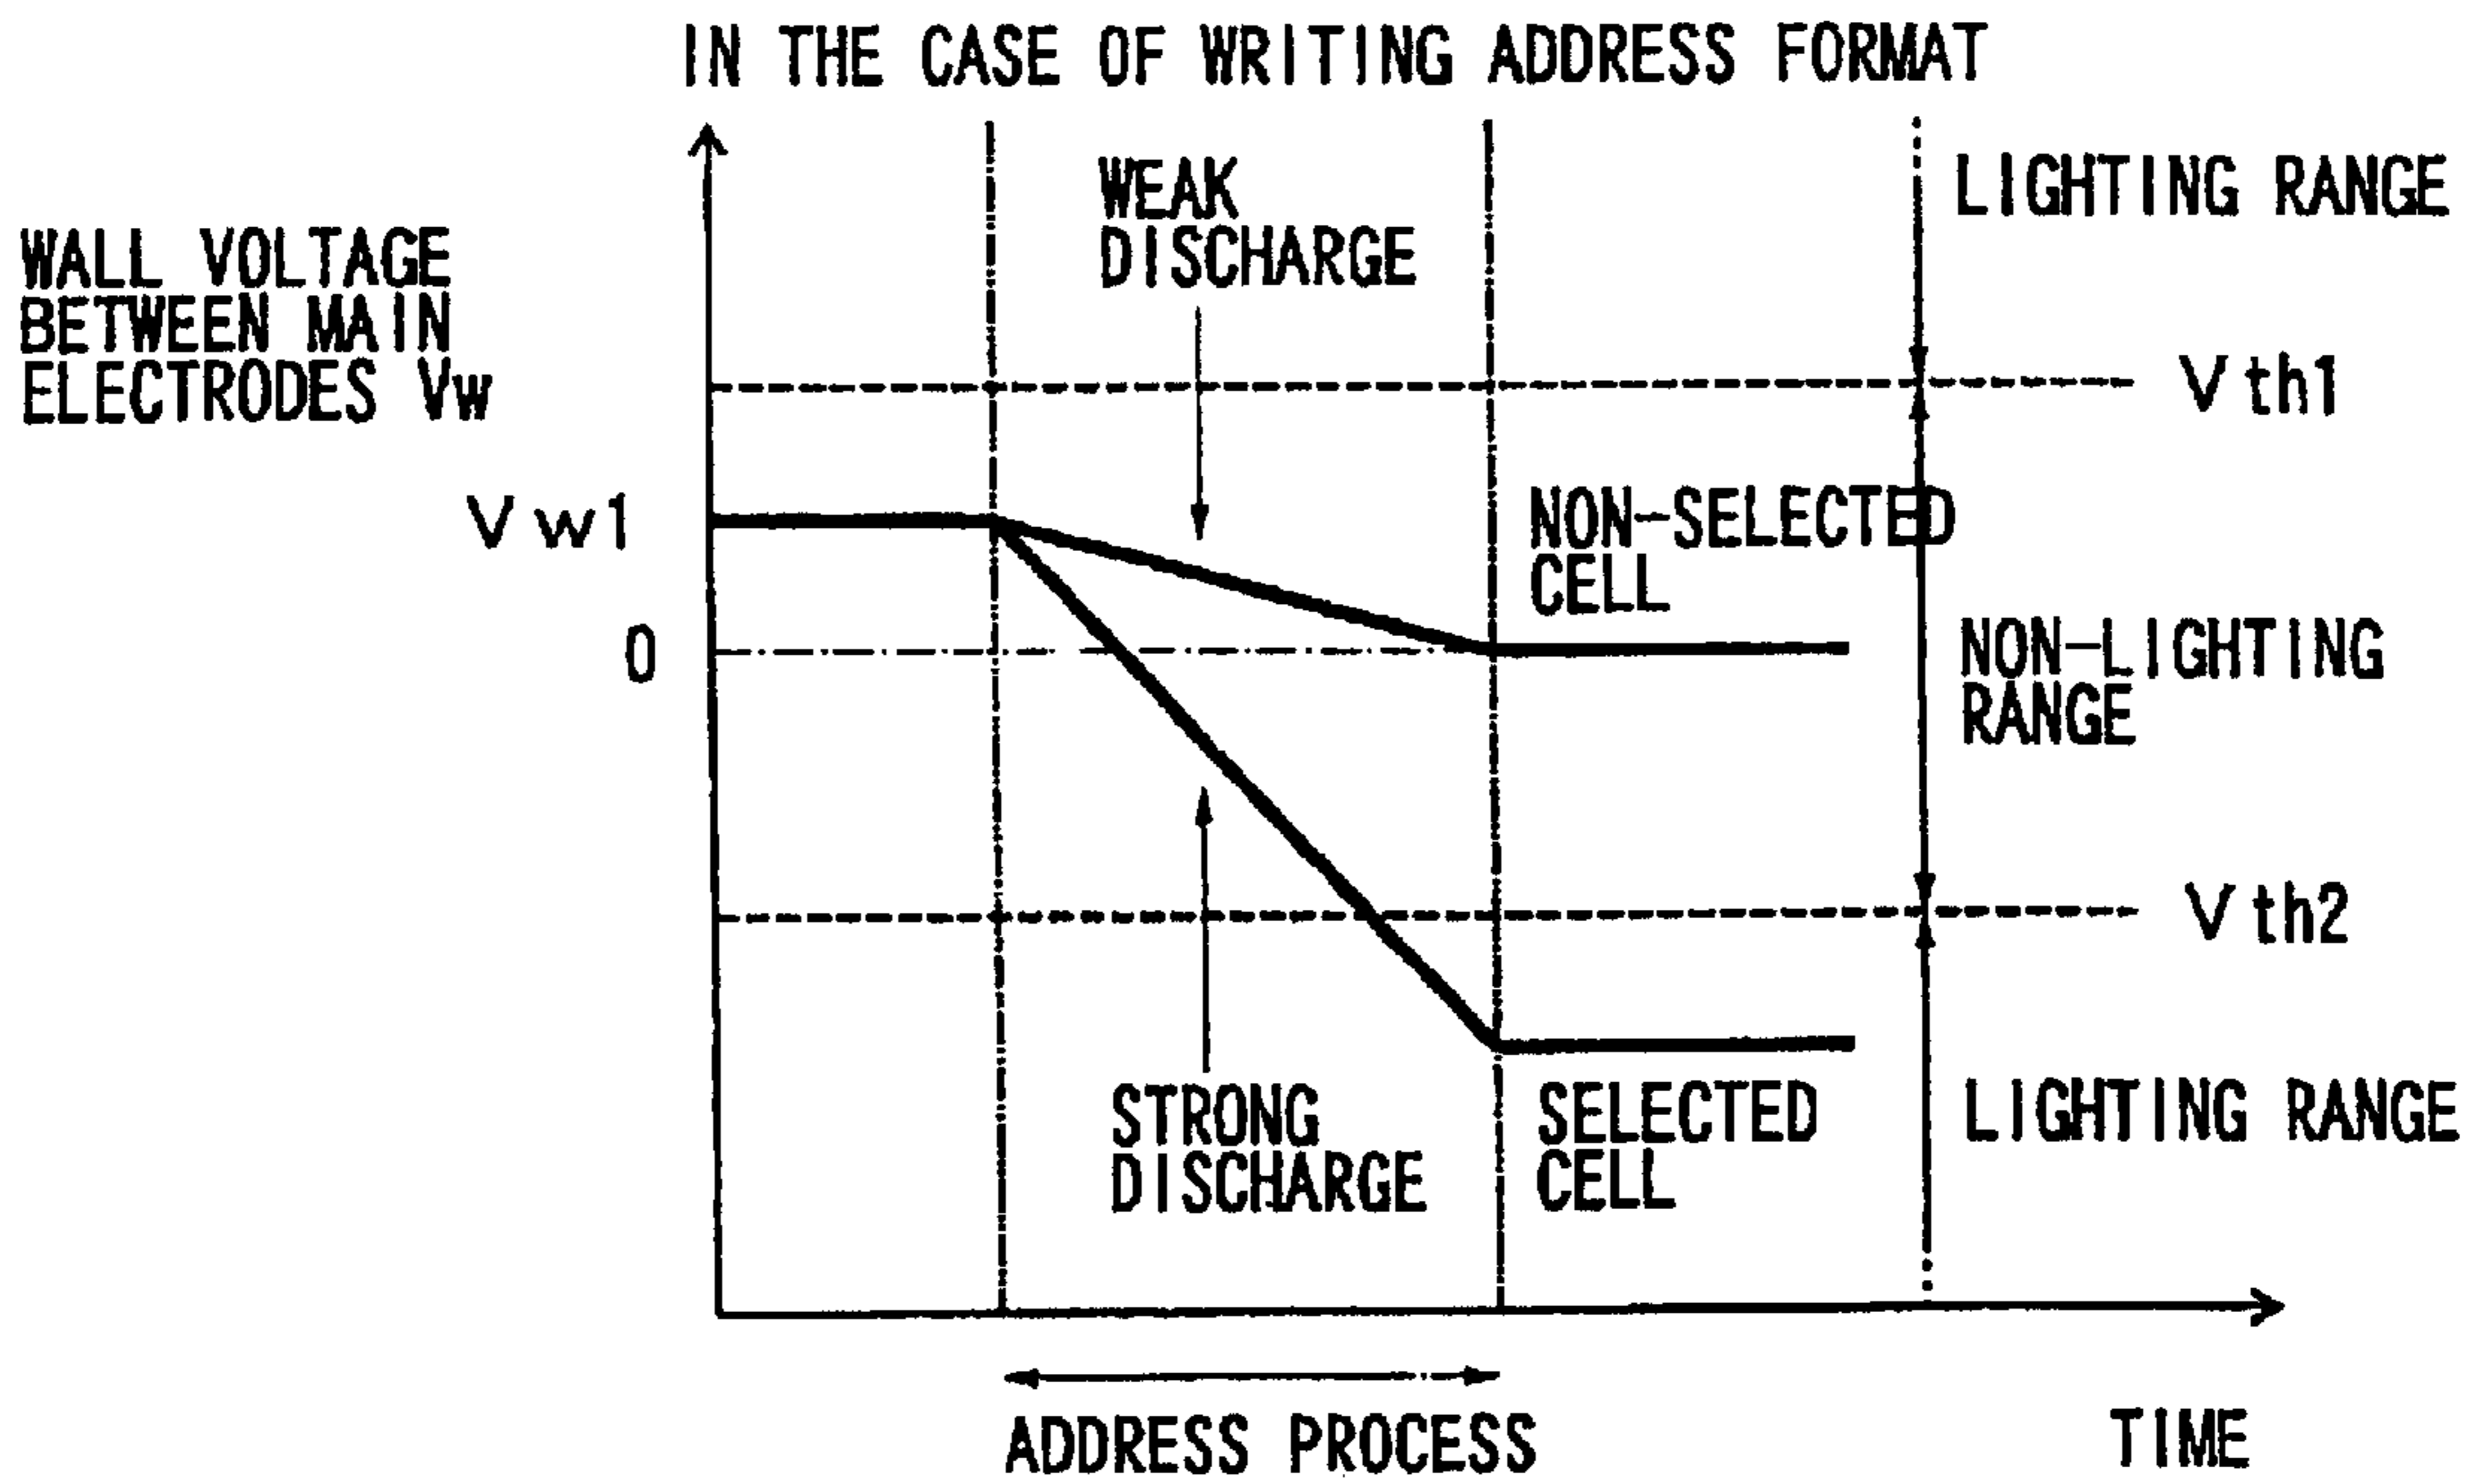 IN THE CASE OF WRITING ADDRESS FORMAT
WEAK
DISCHARGE
LIGHTING RANGE
WALL VOLTAGE
BETWEEN MAIN
ELECTRODES Vw
Vth1
Vw1
NON-SELECTED
CELL
0
NON-LIGHTING
RANGE
Vth2
STRONG
DISCHARGE
SELECTED
CELL
LIGHTING RANGE
ADDRESS PROCESS
TIME